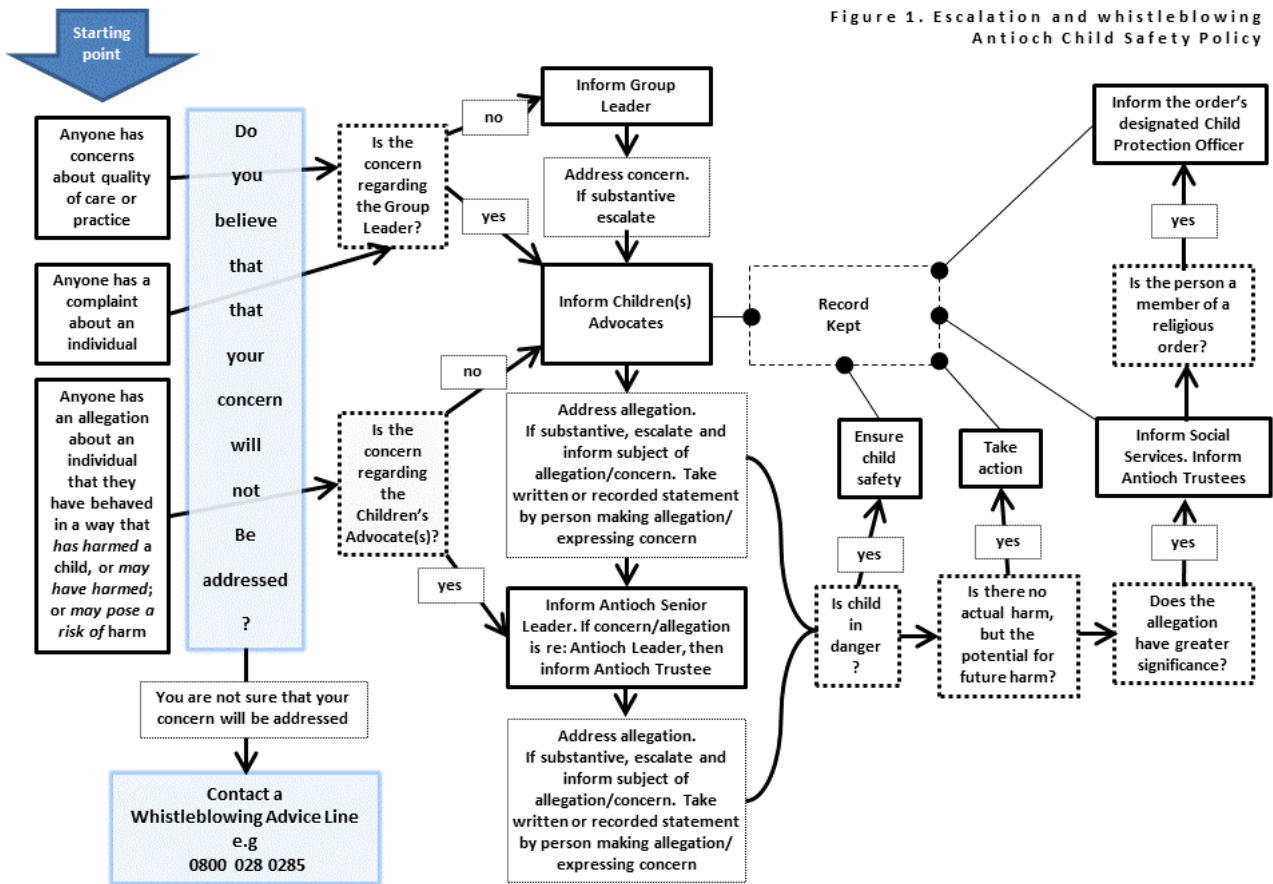 Figure 1. Escalation and whistleblowing
Antioch Child Safety Policy
Starting
point
Anyone has
concerns
about quality
of care or
practice
Anyone has a
complaint
about an
individual
Anyone has
an allegation
about an
individual
that they
have behaved
in a way that
has harmed a
child, or may
have harmed;
or may pose a
risk of harm
Do
you
believe
that
that
your
concern
will
not
Be
addressed
?
You are not sure that your
concern will be addressed
Contact a
Whistleblowing Advice Line
e.g
0800 028 0285
Is the
concern
regarding
the Group
Leader?
no
yes
Is the
concern
regarding
the
Children's
Advocate(s)?
no
yes
Inform Group
Leader
Address concern.
If substantive
escalate
Inform Children(s)
Advocates
Address allegation.
If substantive, escalate and
inform subject of
allegation/concern. Take
written or recorded statement
by person making allegation/
expressing concern
Inform Antioch Senior
Leader. If concern/allegation
is re: Antioch Leader, then
inform Antioch Trustee
Address allegation.
If substantive, escalate and
inform subject of
allegation/concern. Take
written or recorded statement
by person making allegation/
expressing concern
Record
Kept
Ensure
child
safety
yes
Is child
in
danger
?
Take
action
yes
Is there no
actual harm,
but the
potential for
future harm?
Inform the order's
designated Child
Protection Officer
yes
Is the person a
member of a
religious
order?
Inform Social
Services. Inform
Antioch Trustees
yes
Does the
allegation
have greater
significance?